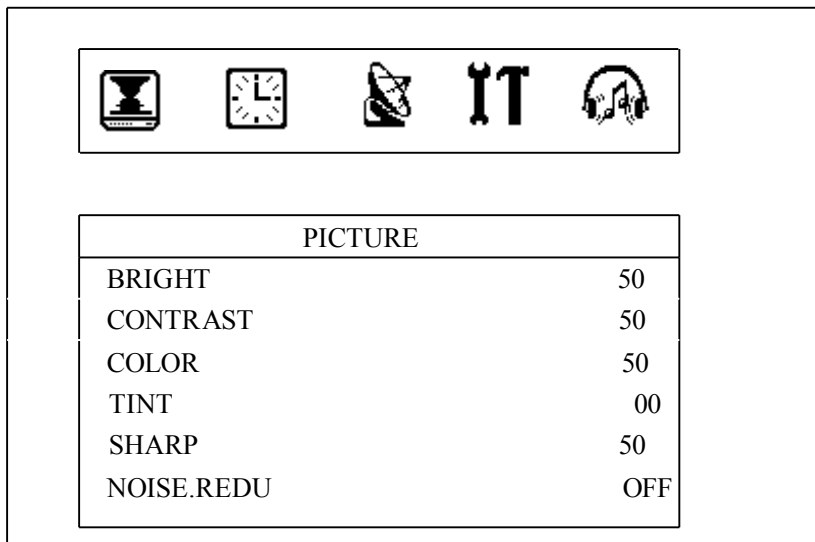 PICTURE
BRIGHT 50
CONTRAST 50
COLOR 50
TINT 00
SHARP 50
NOISE.REDU OFF